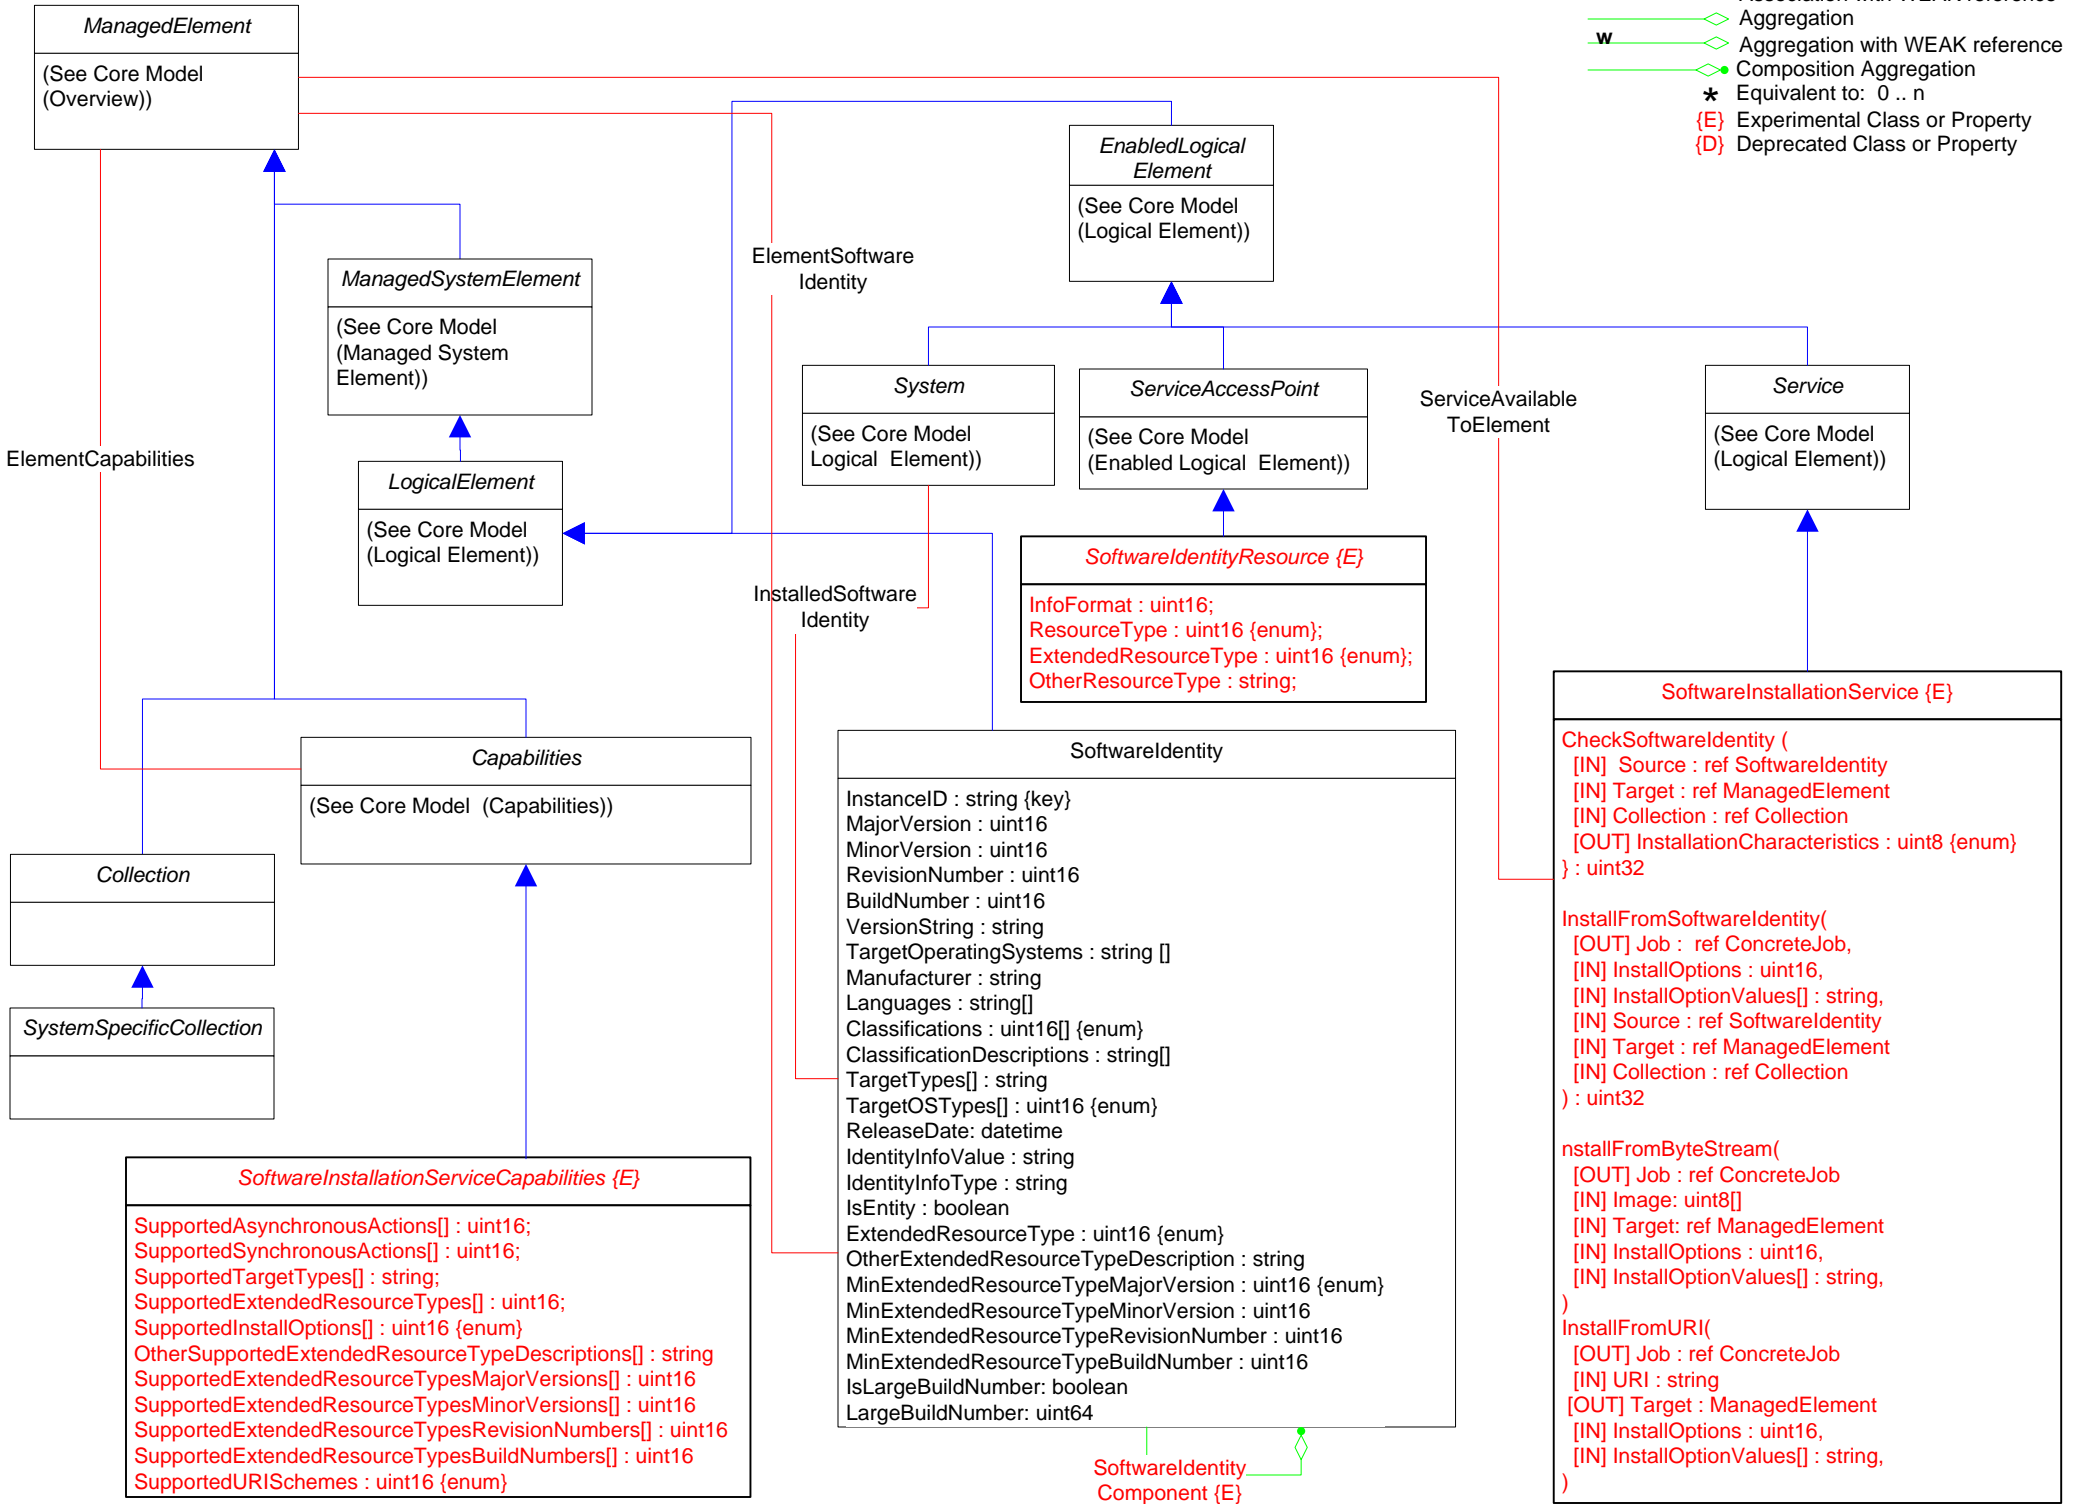 ManagedElement
(See Core Model
(Overview))
Association with WEAK reference
Aggregation
w
Aggregation with WEAK reference
Composition Aggregation
* Equivalent to: 0 .. n
{E} Experimental Class or Property
{D} Deprecated Class or Property
EnabledLogical
Element
(See Core Model
(Logical Element))
ElementSoftware
Identity
ManagedSystemElement
(See Core Model
(Managed System
Element))
System
(See Core Model
Logical Element))
ServiceAccessPoint
(See Core Model
(Enabled Logical Element))
ServiceAvailable
ToElement
Service
(See Core Model
(Logical Element))
ElementCapabilities
LogicalElement
(See Core Model
(Logical Element))
InstalledSoftware
Identity
SoftwareIdentityResource {E}
InfoFormat : uint16;
ResourceType : uint16 {enum};
ExtendedResourceType : uint16 {enum};
OtherResourceType : string;
Capabilities
(See Core Model (Capabilities))
Collection
SystemSpecificCollection
SoftwareIdentity
InstanceID : string {key}
MajorVersion : uint16
MinorVersion : uint16
RevisionNumber : uint16
BuildNumber : uint16
VersionString : string
TargetOperatingSystems : string []
Manufacturer : string
Languages : string[]
Classifications : uint16[] {enum}
ClassificationDescriptions : string[]
TargetTypes[] : string
TargetOSTypes[] : uint16 {enum}
ReleaseDate: datetime
IdentityInfoValue : string
IdentityInfoType : string
IsEntity : boolean
ExtendedResourceType : uint16 {enum}
OtherExtendedResourceTypeDescription : string
MinExtendedResourceTypeMajorVersion : uint16 {enum}
MinExtendedResourceTypeMinorVersion : uint16
MinExtendedResourceTypeRevisionNumber : uint16
MinExtendedResourceTypeBuildNumber : uint16
IsLargeBuildNumber: boolean
LargeBuildNumber: uint64
SoftwareIdentity
Component {E}
SoftwareInstallationService {E}
CheckSoftwareIdentity (
[IN] Source : ref SoftwareIdentity
[IN] Target : ref ManagedElement
[IN] Collection : ref Collection
[OUT] InstallationCharacteristics : uint8 {enum}
} : uint32
InstallFromSoftwareIdentity(
[OUT] Job : ref ConcreteJob,
[IN] InstallOptions : uint16,
[IN] InstallOptionValues[] : string,
[IN] Source : ref SoftwareIdentity
[IN] Target : ref ManagedElement
[IN] Collection : ref Collection
) : uint32
nstallFromByteStream(
[OUT] Job : ref ConcreteJob
[IN] Image: uint8[]
[IN] Target: ref ManagedElement
[IN] InstallOptions : uint16,
[IN] InstallOptionValues[] : string,
)
InstallFromURI(
[OUT] Job : ref ConcreteJob
[IN] URI : string
[OUT] Target : ManagedElement
[IN] InstallOptions : uint16,
[IN] InstallOptionValues[] : string,
)
SoftwareInstallationServiceCapabilities {E}
SupportedAsynchronousActions[] : uint16;
SupportedSynchronousActions[] : uint16;
SupportedTargetTypes[] : string;
SupportedExtendedResourceTypes[] : uint16;
SupportedInstallOptions[] : uint16 {enum}
OtherSupportedExtendedResourceTypeDescriptions[] : string
SupportedExtendedResourceTypesMajorVersions[] : uint16
SupportedExtendedResourceTypesMinorVersions[] : uint16
SupportedExtendedResourceTypesRevisionNumbers[] : uint16
SupportedExtendedResourceTypesBuildNumbers[] : uint16
SupportedURISchemes : uint16 {enum}